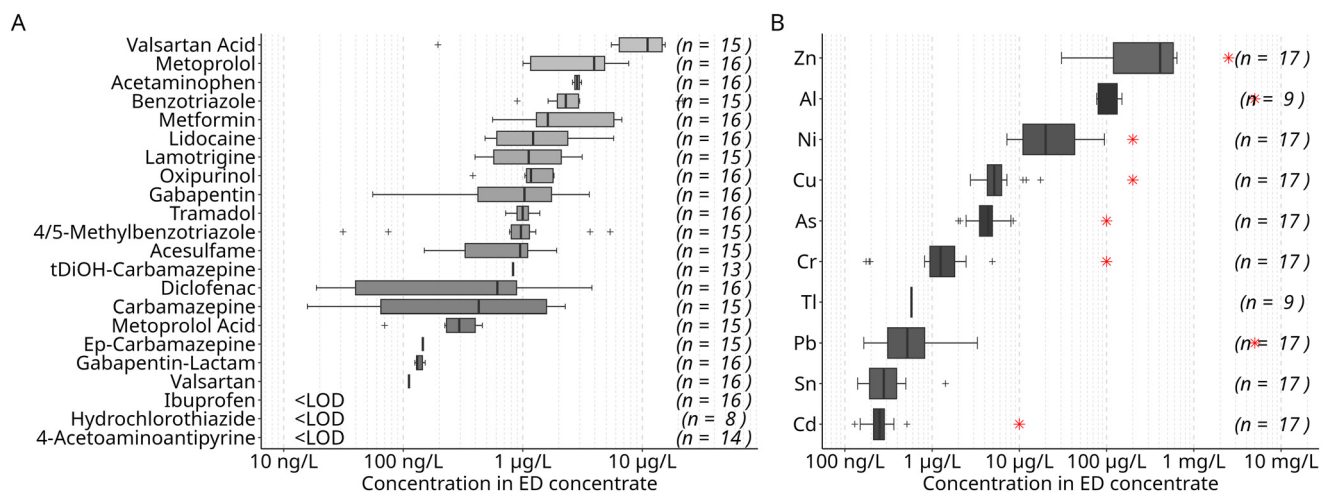 A
Valsartan Acid (n = 15)
Metoprolol (n = 16)
Acetaminophen (n = 16)
Benzotriazole (n = 15)
Metformin (n = 16)
Lidocaine (n = 16)
Lamotrigine (n = 15)
Oxipurinol (n = 16)
Gabapentin (n = 16)
Tramadol (n = 16)
4/5-Methylbenzotriazole (n = 15)
Acesulfame (n = 15)
tDiOH-Carbamazepine (n = 13)
Diclofenac (n = 16)
Carbamazepine (n = 15)
Metoprolol Acid (n = 15)
Ep-Carbamazepine (n = 15)
Gabapentin-Lactam (n = 16)
Valsartan (n = 16)
Ibuprofen <LOD (n = 16)
Hydrochlorothiazide <LOD (n = 8)
4-Acetoaminoantipyrine <LOD (n = 14)
10 ng/L 100 ng/L 1 µg/L 10 µg/L
Concentration in ED concentrate
B
Zn (n = 17)
Al (n = 9)
Ni (n = 17)
Cu (n = 17)
As (n = 17)
Cr (n = 17)
Tl (n = 9)
Pb (n = 17)
Sn (n = 17)
Cd (n = 17)
100 ng/L 1 µg/L 10 µg/L 100 µg/L 1 mg/L 10 mg/L
Concentration in ED concentrate